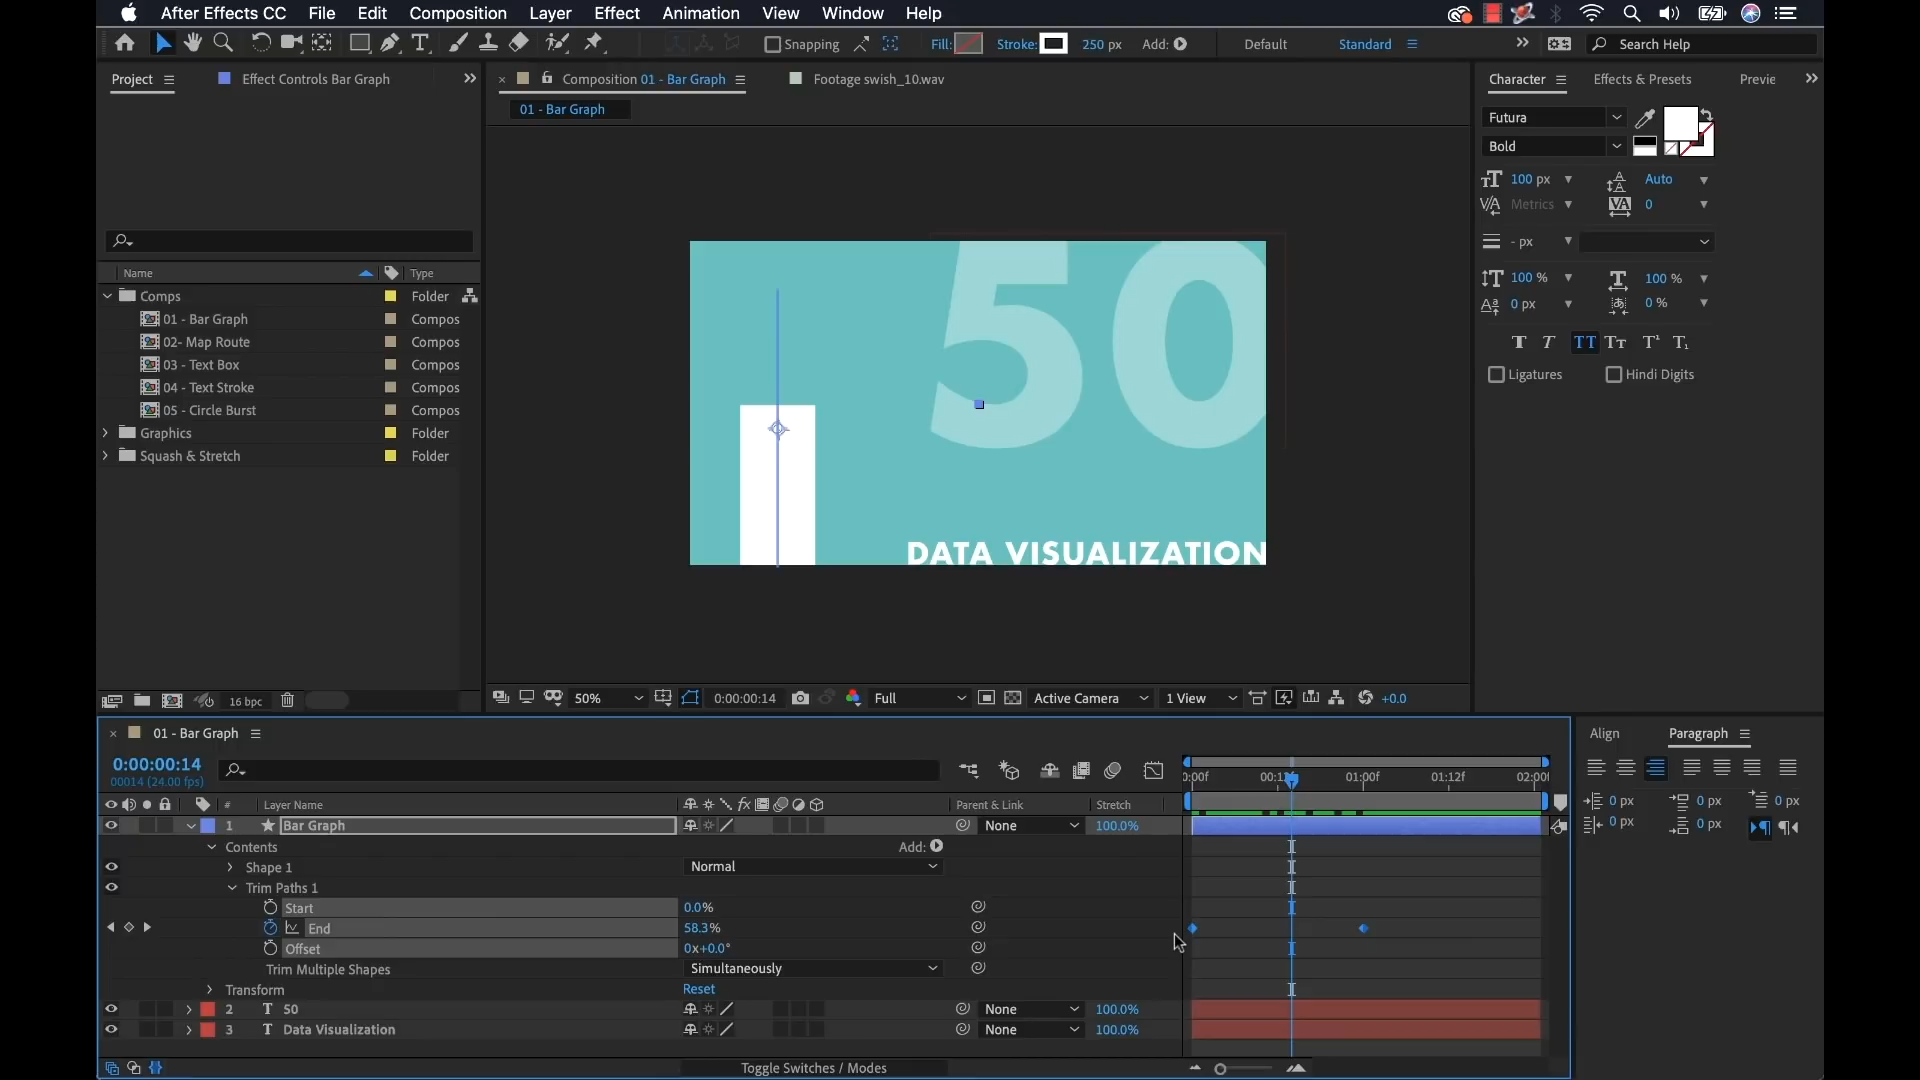 After Effects CC File Edit Composition Layer Effect Animation View Window Help
Snapping Fill: Stroke: 250 px Add: Default Standard Search Help
Project Effect Controls Bar Graph
Composition 01 - Bar Graph Footage swish_10.wav
Character Effects & Presets Previe
01 - Bar Graph
Futura
Bold
100 px Auto
Metrics 0
- px
100 % 100 %
0 px 0 %
Ligatures Hindi Digits
Name Type
Comps Folder
01 - Bar Graph Compos
02- Map Route Compos
03 - Text Box Compos
04 - Text Stroke Compos
05 - Circle Burst Compos
Graphics Folder
Squash & Stretch Folder
50
DATA VISUALIZATION
16 bpc
50% 0:00:00:14 Full Active Camera 1 View +0.0
01 - Bar Graph
0:00:00:14
00014 (24.00 fps)
01:00f 01:12f
# Layer Name Parent & Link Stretch
1 Bar Graph None 100.0%
Contents Add:
Shape 1 Normal
Trim Paths 1
Start 0.0%
End 58.3%
Offset 0x+0.0°
Trim Multiple Shapes Simultaneously
Transform Reset
2 T 50 None 100.0%
3 T Data Visualization None 100.0%
Toggle Switches / Modes
Align Paragraph
0 px 0 px 0 px
0 px 0 px